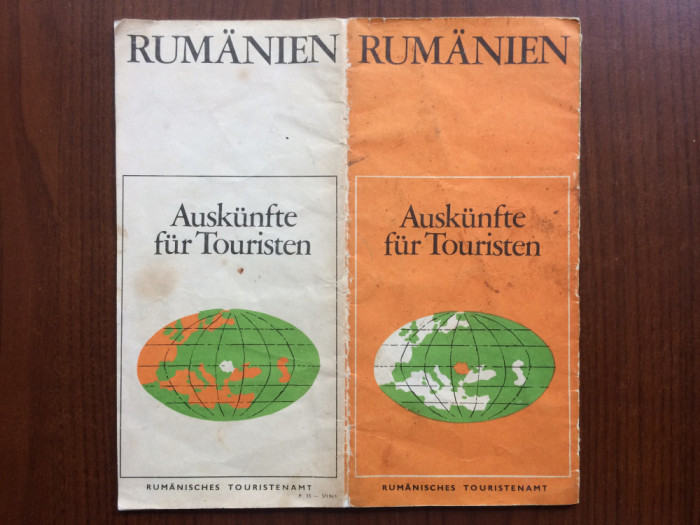 RUMÄNIEN
Auskünfte
für Touristen
RUMÄNISCHES TOURISTENAMT
RUMÄNIEN
Auskünfte
für Touristen
RUMÄNISCHES TOURISTENAMT